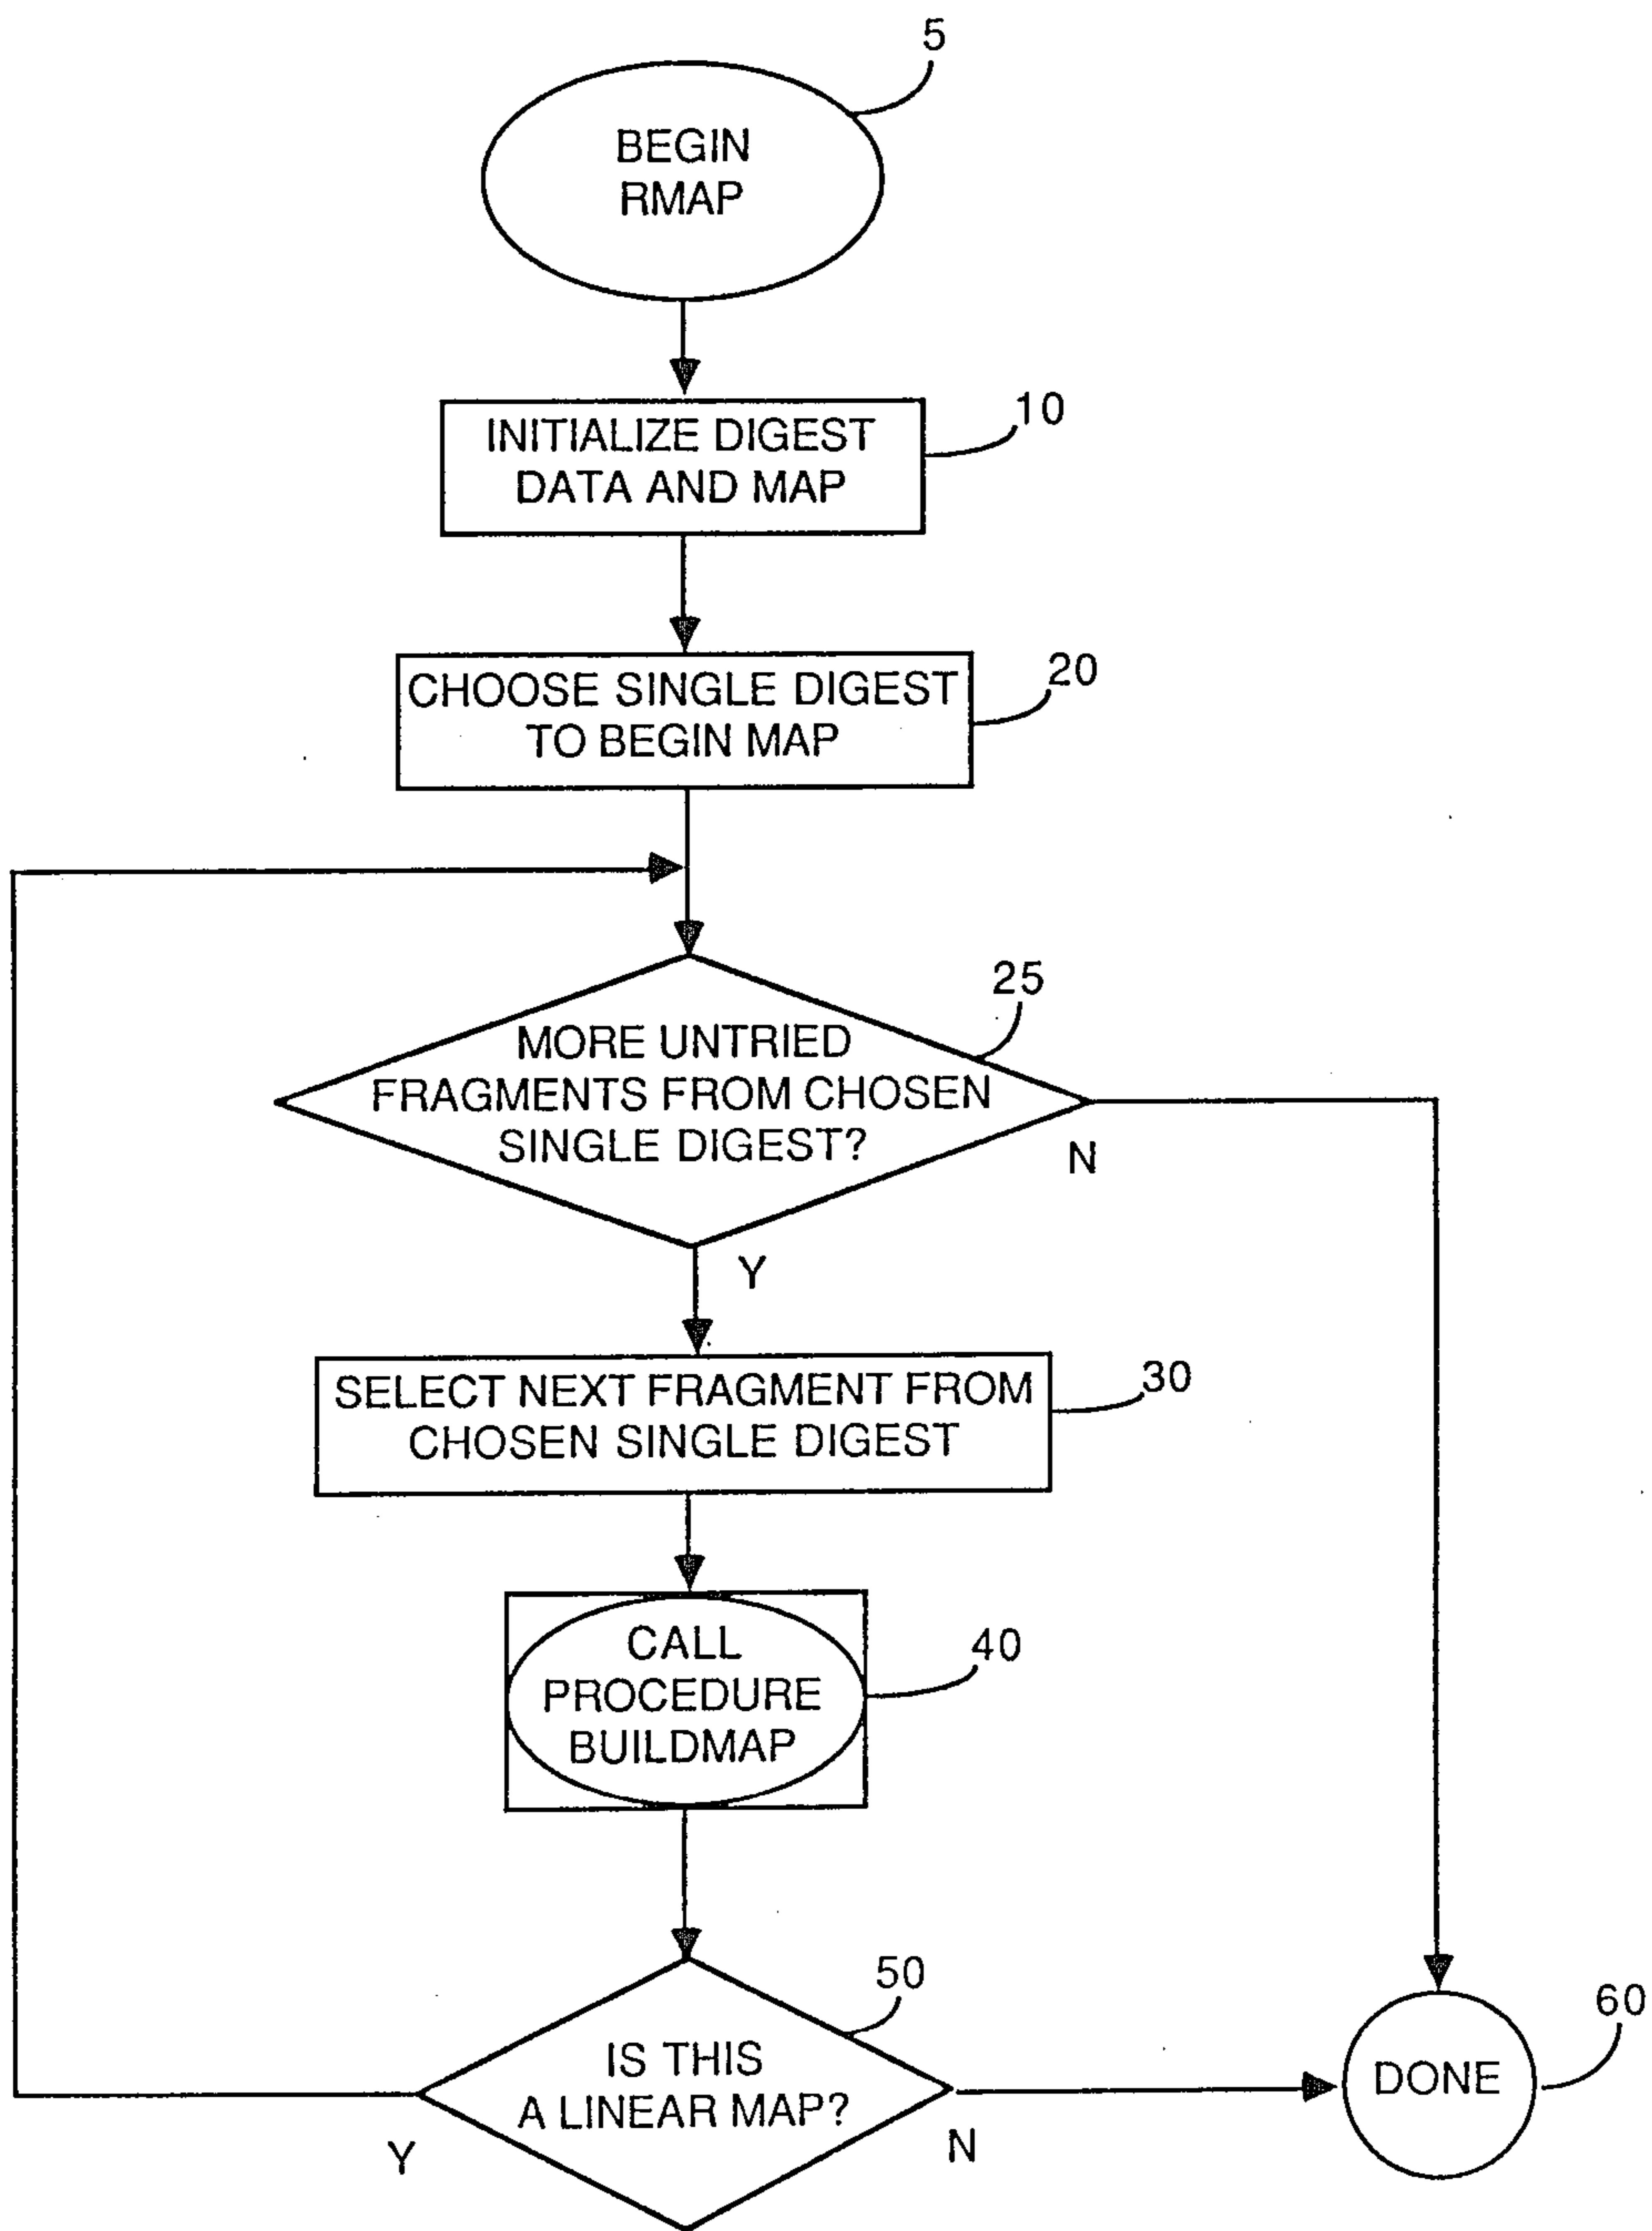 5
BEGIN
RMAP
10
INITIALIZE DIGEST
DATA AND MAP
20
CHOOSE SINGLE DIGEST
TO BEGIN MAP
25
MORE UNTRIED
FRAGMENTS FROM CHOSEN
SINGLE DIGEST?
N
Y
30
SELECT NEXT FRAGMENT FROM
CHOSEN SINGLE DIGEST
40
CALL
PROCEDURE
BUILDMAP
50
IS THIS
A LINEAR MAP?
Y
N
60
DONE